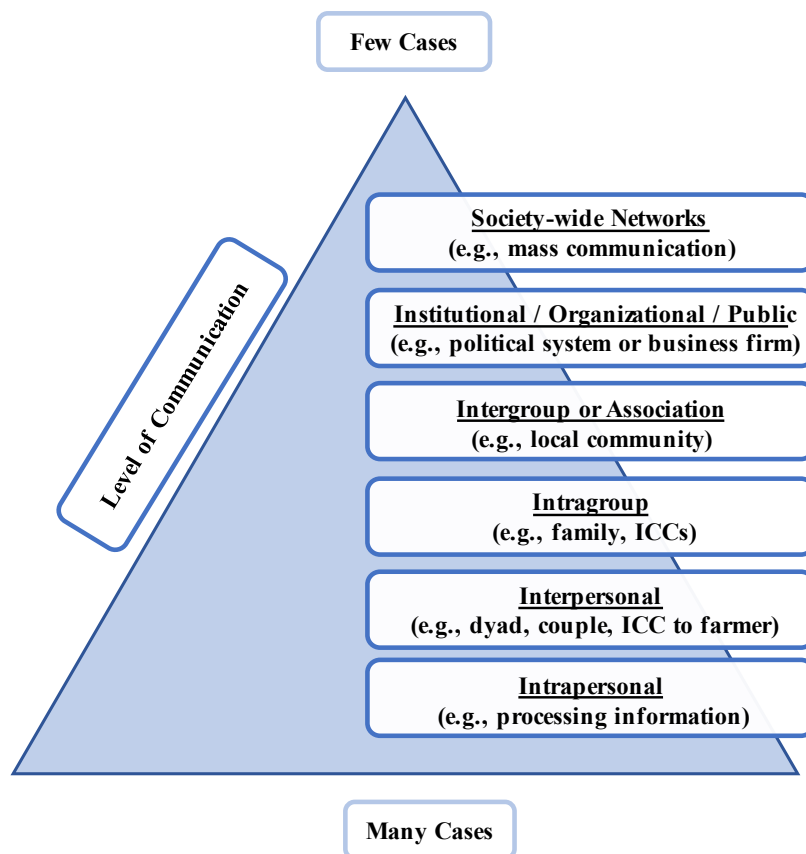 Few Cases
Society-wide Networks
(e.g., mass communication)
Institutional / Organizational / Public
(e.g., political system or business firm)
Level of Communication
Intergroup or Association
(e.g., local community)
Intragroup
(e.g., family, ICCs)
Interpersonal
(e.g., dyad, couple, ICC to farmer)
Intrapersonal
(e.g., processing information)
Many Cases